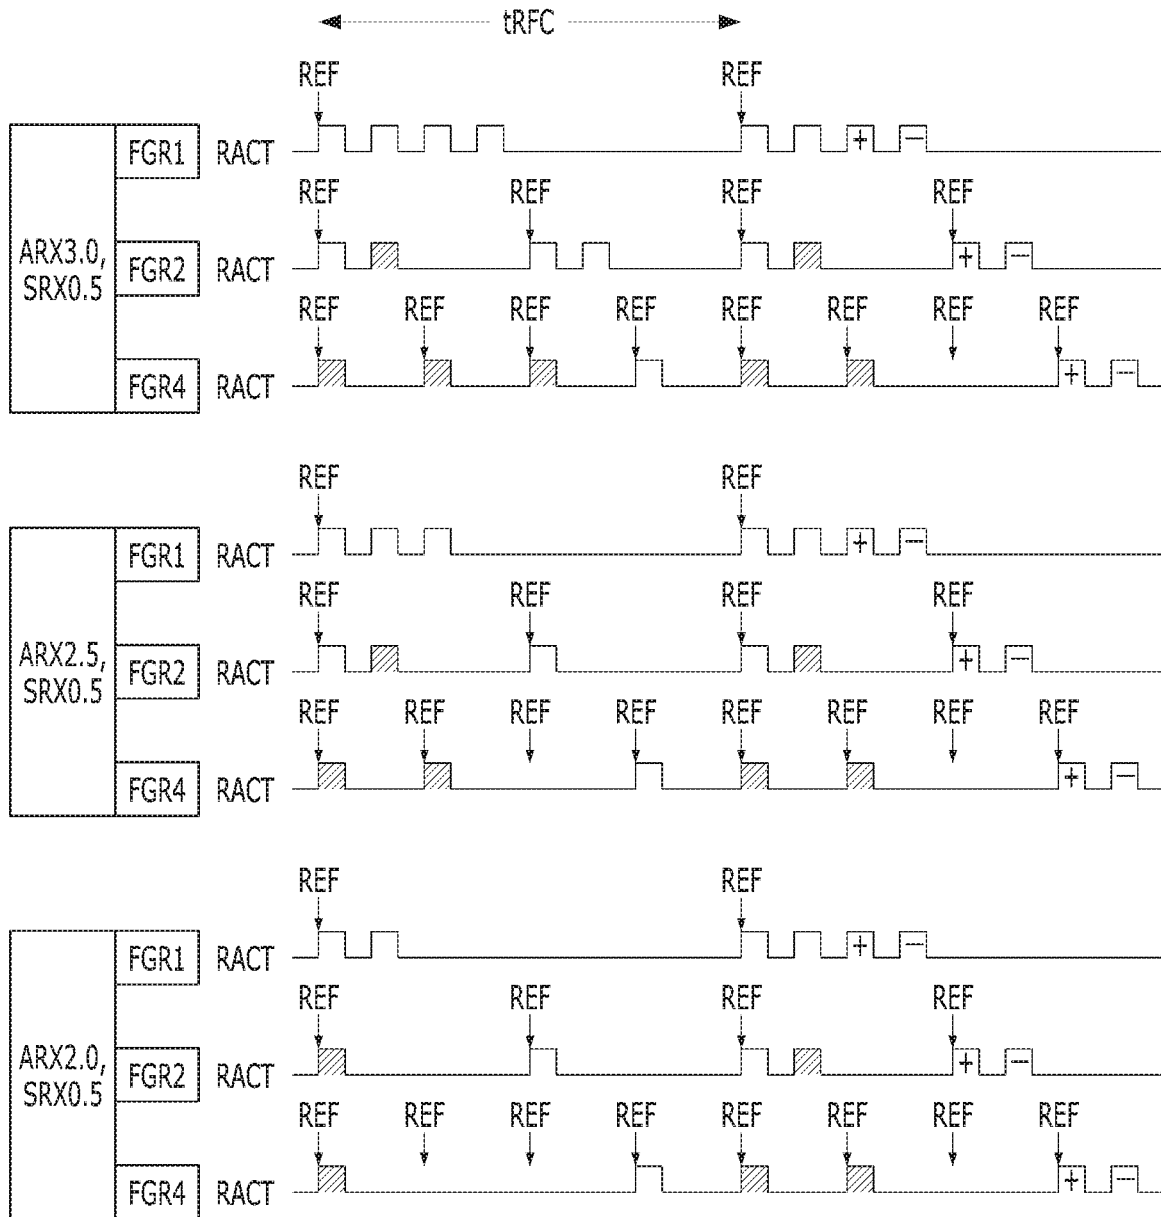 tRFC
REF REF
ARX3.0,
SRX0.5
FGR1 RACT + −
REF REF REF REF
FGR2 RACT + −
REF REF REF REF REF REF REF REF
FGR4 RACT + −
REF REF
ARX2.5,
SRX0.5
FGR1 RACT + −
REF REF REF REF
FGR2 RACT + −
REF REF REF REF REF REF REF REF
FGR4 RACT + −
REF REF
ARX2.0,
SRX0.5
FGR1 RACT + −
REF REF REF REF
FGR2 RACT + −
REF REF REF REF REF REF REF REF
FGR4 RACT + −